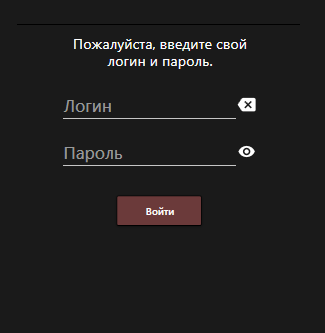 Пожалуйста, введите свой
логин и пароль.
Логин
Пароль
Войти